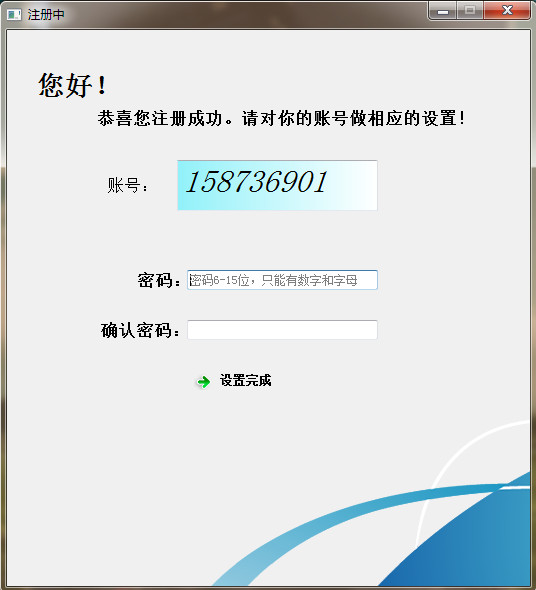 注册中
您好！
恭喜您注册成功。请对你的账号做相应的设置！
账号： 158736901
密码： 密码6-15位，只能有数字和字母
确认密码：
设置完成